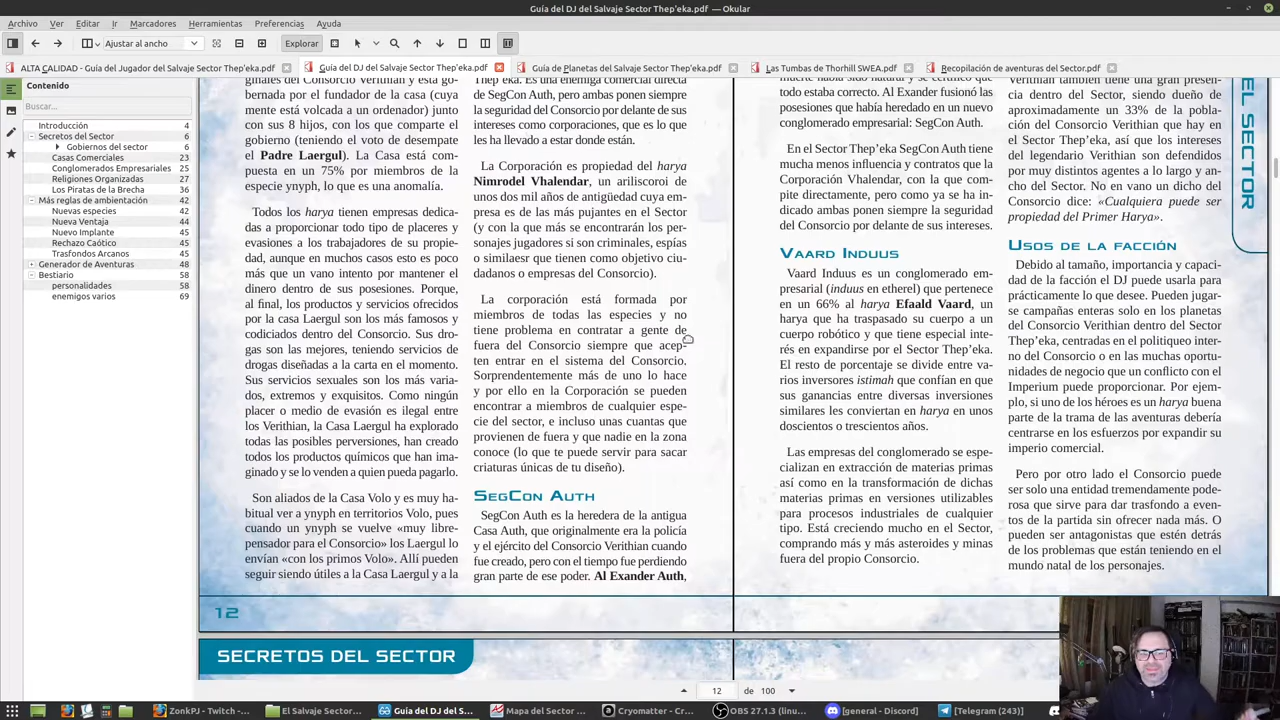 Guía del DJ del Salvaje Sector Thep'eka.pdf — Okular
Archivo Ver Editar Ir Marcadores Herramientas Preferencias Ayuda
Ajustar al ancho
Explorar
ALTA CALIDAD - Guía del Jugador del Salvaje Sector Thep'eka.pdf
Guía del DJ del Salvaje Sector Thep'eka.pdf
Guía de Planetas del Salvaje Sector Thep'eka.pdf
Las Tumbas de Thorhill SWEA.pdf
Recopilación de aventuras del Sector.pdf
Contenido
Buscar...
Introducción 4
Secretos del Sector 6
Gobiernos del sector 6
Casas Comerciales 23
Conglomerados Empresariales 25
Religiones Organizadas 27
Los Piratas de la Brecha 36
Más reglas de ambientación 42
Nuevas especies 42
Nueva Ventaja 44
Nuevo Implante 45
Rechazo Caótico 45
Trasfondos Arcanos 45
Generador de Aventuras 48
Bestiario 58
personalidades 58
enemigos varios 69
ginales del Consorcio Verithian y está go-
bernada por el fundador de la casa (cuya
mente está volcada a un ordenador) junto
con sus 8 hijos, con los que comparte el
gobierno (teniendo el voto de desempate
el Padre Laergul). La Casa está com-
puesta en un 75% por miembros de la
especie ynyph, lo que es una anomalía.
Todos los harya tienen empresas dedica-
das a proporcionar todo tipo de placeres y
evasiones a los trabajadores de su propie-
dad, aunque en muchos casos esto es poco
más que un vano intento por mantener el
dinero dentro de sus posesiones. Porque,
al final, los productos y servicios ofrecidos
por la casa Laergul son los más famosos y
codiciados dentro del Consorcio. Sus dro-
gas son las mejores, teniendo servicios de
drogas diseñadas a la carta en el momento.
Sus servicios sexuales son los más varia-
dos, extremos y exquisitos. Como ningún
placer o medio de evasión es ilegal entre
los Verithian, la Casa Laergul ha explorado
todas las posibles perversiones, han creado
todos los productos químicos que han ima-
ginado y se lo venden a quien pueda pagarlo.
Son aliados de la Casa Volo y es muy ha-
bitual ver a ynyph en territorios Volo, pues
cuando un ynyph se vuelve «muy libre-
pensador para el Consorcio» los Laergul lo
envían «con los primos Volo». Allí pueden
seguir siendo útiles a la Casa Laergul y a la
12
Thep'eka. Es una enemiga comercial directa
de SegCon Auth, pero ambas ponen siempre
la seguridad del Consorcio por delante de sus
intereses como corporaciones, que es lo que
les ha llevado a estar donde están.
La Corporación es propiedad del harya
Nimrodel Vhalendar, un ariliscoroi de
unos dos mil años de antigüedad cuya em-
presa es de las más pujantes en el Sector
(y con la que más se encontrarán los per-
sonajes jugadores si son criminales, espías
o similaesr que tienen como objetivo ciu-
dadanos o empresas del Consorcio).
La corporación está formada por
miembros de todas las especies y no
tiene problema en contratar a gente de
fuera del Consorcio siempre que acep-
ten entrar en el sistema del Consorcio.
Sorprendentemente más de uno lo hace
y por ello en la Corporación se pueden
encontrar a miembros de cualquier espe-
cie del sector, e incluso unas cuantas que
provienen de fuera y que nadie en la zona
conoce (lo que te puede servir para sacar
criaturas únicas de tu diseño).
SegCon Auth
SegCon Auth es la heredera de la antigua
Casa Auth, que originalmente era la policía
y el ejército del Consorcio Verithian cuando
fue creado, pero con el tiempo fue perdiendo
gran parte de ese poder. Al Exander Auth,
muerte había sido natural y se certificó que
todo estaba correcto. Al Exander fusionó las
posesiones que había heredado en un nuevo
conglomerado empresarial: SegCon Auth.
En el Sector Thep'eka SegCon Auth tiene
mucha menos influencia y contratos que la
Corporación Vhalendar, con la que com-
pite directamente, pero como ya se ha in-
dicado ambas ponen siempre la seguridad
del Consorcio por delante de sus intereses.
Vaard Induus
Vaard Induus es un conglomerado em-
presarial (induus en etherel) que pertenece
en un 66% al harya Efaald Vaard, un
harya que ha traspasado su cuerpo a un
cuerpo robótico y que tiene especial inte-
rés en expandirse por el Sector Thep'eka.
El resto de porcentaje se divide entre va-
rios inversores istimah que confían en que
sus ganancias entre diversas inversiones
similares les conviertan en harya en unos
doscientos o trescientos años.
Las empresas del conglomerado se espe-
cializan en extracción de materias primas
así como en la transformación de dichas
materias primas en versiones utilizables
para procesos industriales de cualquier
tipo. Está creciendo mucho en el Sector,
comprando más y más asteroides y minas
fuera del propio Consorcio.
Verithian también tiene una gran presen-
cia dentro del Sector, siendo dueño de
aproximadamente un 33% de la pobla-
ción del Consorcio Verithian que hay en
el Sector Thep'eka, así que los intereses
del legendario Verithian son defendidos
por muy distintos agentes a lo largo y an-
cho del Sector. No en vano un dicho del
Consorcio dice: «Cualquiera puede ser
propiedad del Primer Harya».
Usos de la facción
Debido al tamaño, importancia y capaci-
dad de la facción el DJ puede usarla para
prácticamente lo que desee. Pueden jugar-
se campañas enteras solo en los planetas
del Consorcio Verithian dentro del Sector
Thep'eka, centradas en el politiqueo inter-
no del Consorcio o en las muchas oportu-
nidades de negocio que un conflicto con el
Imperium puede proporcionar. Por ejem-
plo, si uno de los héroes es un harya buena
parte de la trama de las aventuras debería
centrarse en los esfuerzos por expandir su
imperio comercial.
Pero por otro lado el Consorcio puede
ser solo una entidad tremendamente pode-
rosa que sirve para dar trasfondo a even-
tos de la partida sin ofrecer nada más. O
pueden ser antagonistas que estén detrás
de los problemas que están teniendo en el
mundo natal de los personajes.
EL SECTOR
SECRETOS DEL SECTOR
12 de 100
ZonkPJ - Twitch -...
El Salvaje Sector...
Guía del DJ del S...
Mapa del Sector ...
Cryomatter - Cr...
OBS 27.1.3 (linu...
[general - Discord]
[Telegram (243)]